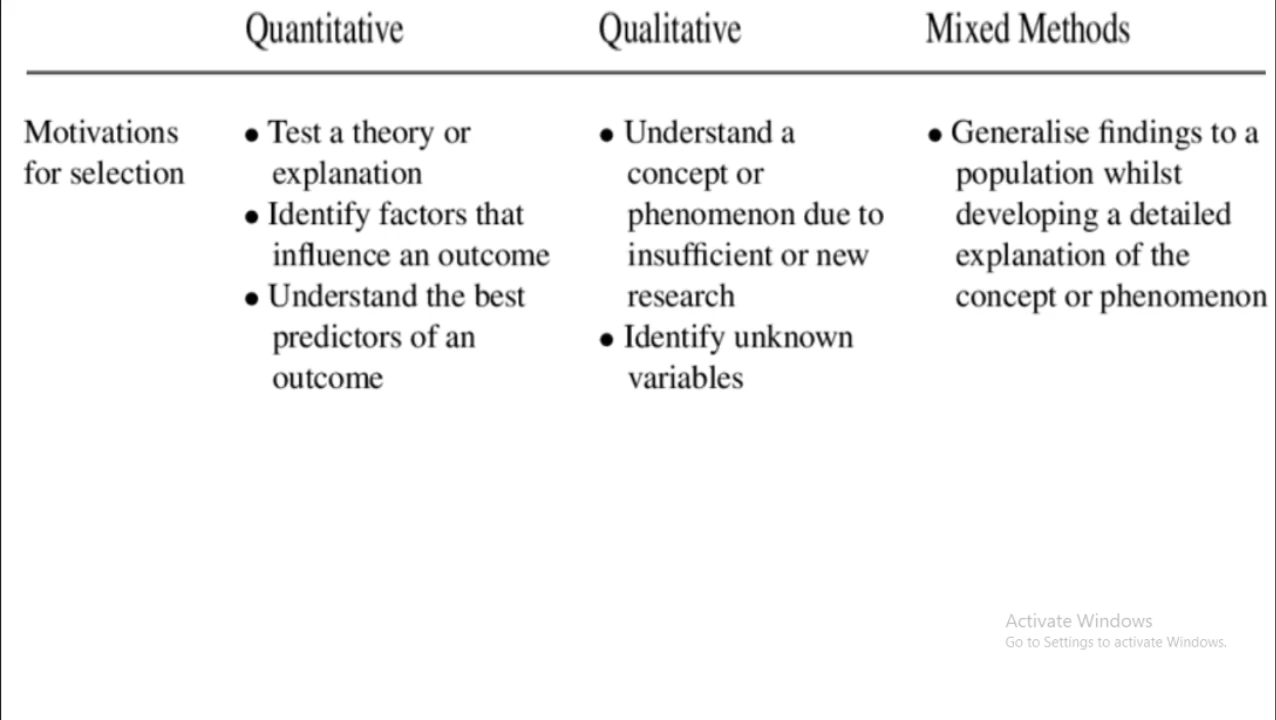 Quantitative Qualitative Mixed Methods
Motivations for selection
• Test a theory or
explanation
• Identify factors that
influence an outcome
• Understand the best
predictors of an
outcome
• Understand a
concept or
phenomenon due to
insufficient or new
research
• Identify unknown
variables
• Generalise findings to a
population whilst
developing a detailed
explanation of the
concept or phenomenon
Activate Windows
Go to Settings to activate Windows.